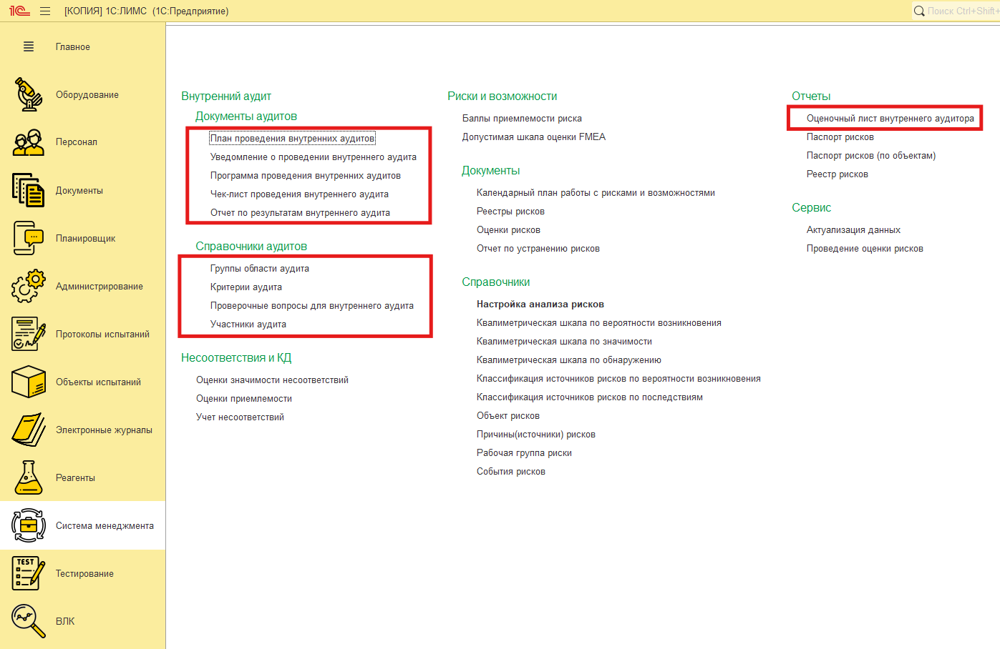 1С [КОПИЯ] 1С:ЛИМС (1С:Предприятие) Поиск Ctrl+Shift+
Главное
Оборудование
Персонал
Документы
Планировщик
Администрирование
Протоколы испытаний
Объекты испытаний
Электронные журналы
Реагенты
Система менеджмента
TEST
Тестирование
ВЛК
Внутренний аудит
Документы аудитов
План проведения внутренних аудитов
Уведомление о проведении внутреннего аудита
Программа проведения внутренних аудитов
Чек-лист проведения внутреннего аудита
Отчет по результатам внутреннего аудита
Справочники аудитов
Группы области аудита
Критерии аудита
Проверочные вопросы для внутреннего аудита
Участники аудита
Несоответствия и КД
Оценки значимости несоответствий
Оценки приемлемости
Учет несоответствий
Риски и возможности
Баллы приемлемости риска
Допустимая шкала оценки FMEA
Документы
Календарный план работы с рисками и возможностями
Реестры рисков
Оценки рисков
Отчет по устранению рисков
Справочники
Настройка анализа рисков
Квалиметрическая шкала по вероятности возникновения
Квалиметрическая шкала по значимости
Квалиметрическая шкала по обнаружению
Классификация источников рисков по вероятности возникновения
Классификация источников рисков по последствиям
Объект рисков
Причины(источники) рисков
Рабочая группа риски
События рисков
Отчеты
Оценочный лист внутреннего аудитора
Паспорт рисков
Паспорт рисков (по объектам)
Реестр рисков
Сервис
Актуализация данных
Проведение оценки рисков